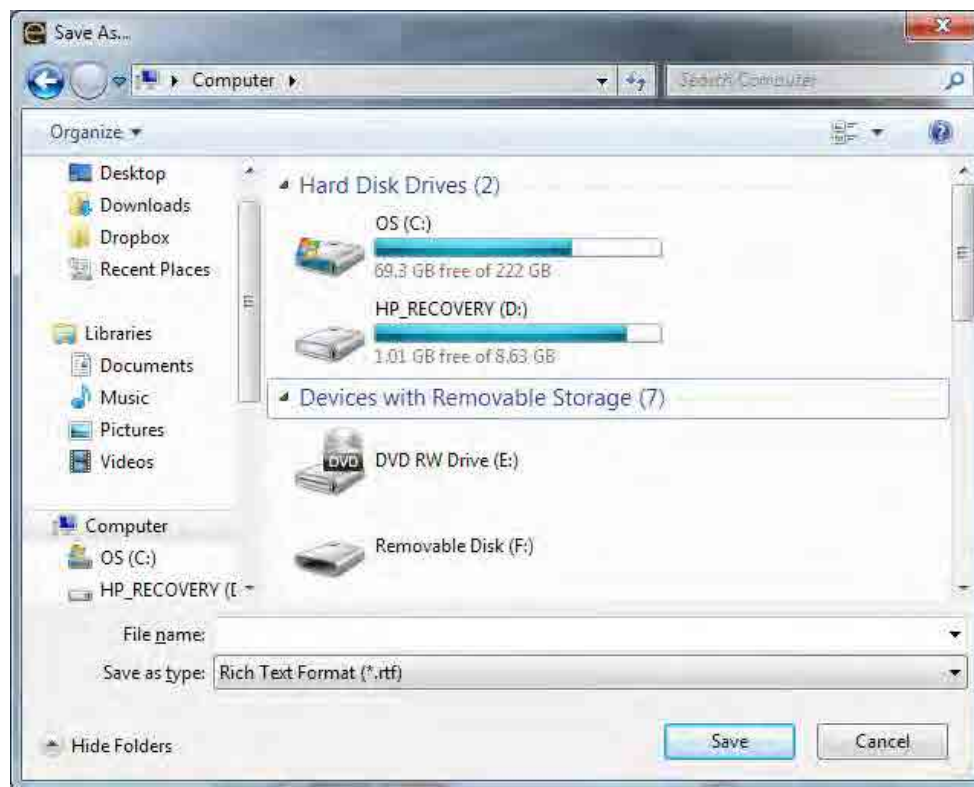 Save As...
Computer
Search Computer
Organize
Desktop
Downloads
Dropbox
Recent Places
Libraries
Documents
Music
Pictures
Videos
Computer
OS (C:)
HP_RECOVERY (D
Hard Disk Drives (2)
OS (C:)
69.3 GB free of 222 GB
HP_RECOVERY (D:)
1.01 GB free of 8.63 GB
Devices with Removable Storage (7)
DVD
DVD RW Drive (E:)
Removable Disk (F:)
File name:
Save as type: Rich Text Format (*.rtf)
Hide Folders
Save
Cancel